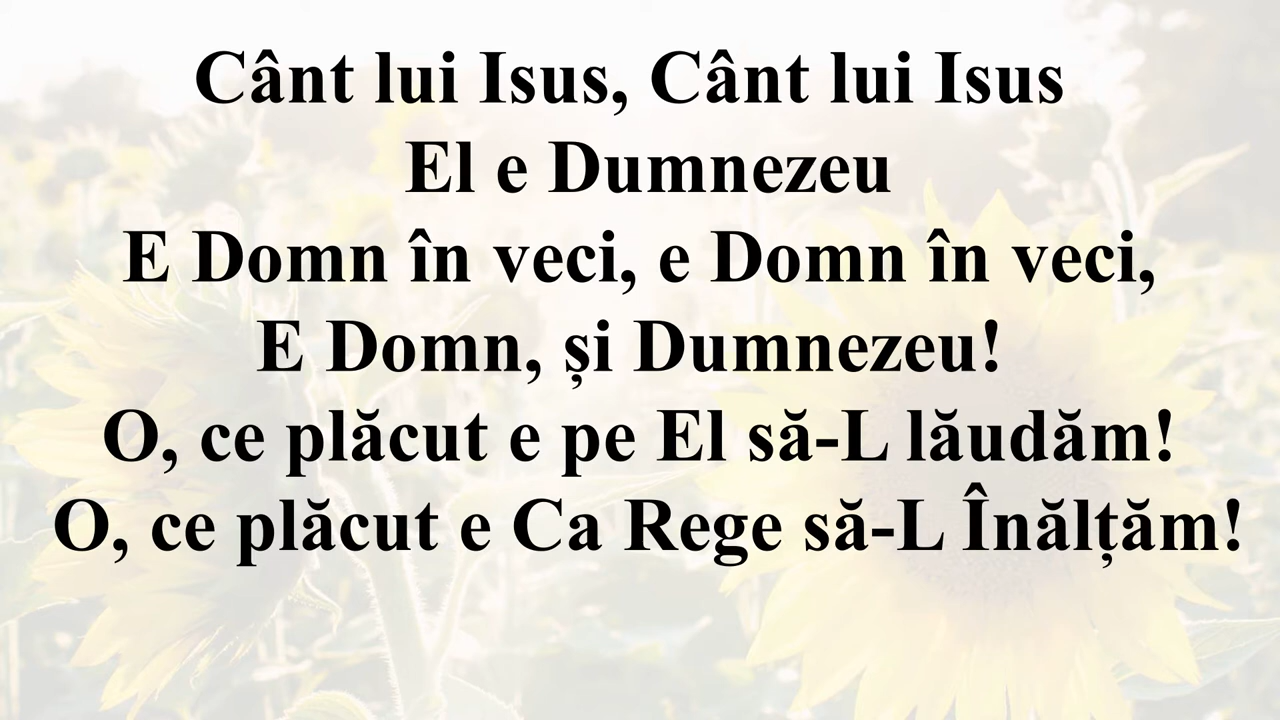 Cânt lui Isus, Cânt lui Isus
El e Dumnezeu
E Domn în veci, e Domn în veci,
E Domn, și Dumnezeu!
O, ce plăcut e pe El să-L lăudăm!
O, ce plăcut e Ca Rege să-L Înălțăm!